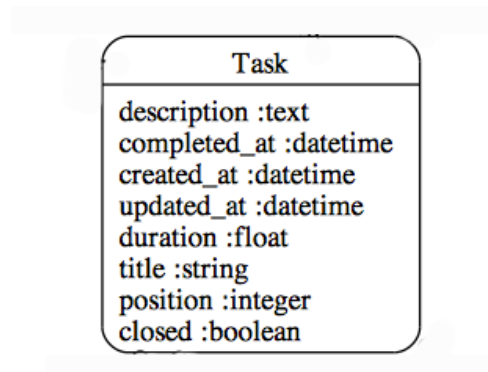 Task
description :text
completed_at :datetime
created_at :datetime
updated_at :datetime
duration :float
title :string
position :integer
closed :boolean